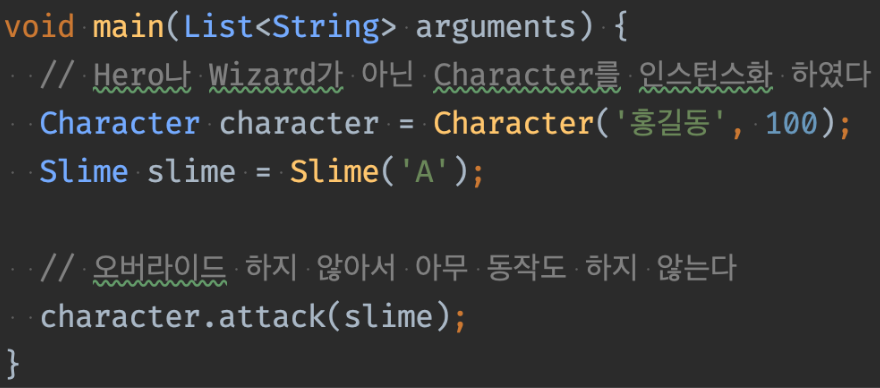 void main(List<String> arguments) {
  // Hero나 Wizard가 아닌 Character를 인스턴스화 하였다
  Character character = Character('홍길동', 100);
  Slime slime = Slime('A');

  // 오버라이드 하지 않아서 아무 동작도 하지 않는다
  character.attack(slime);
}